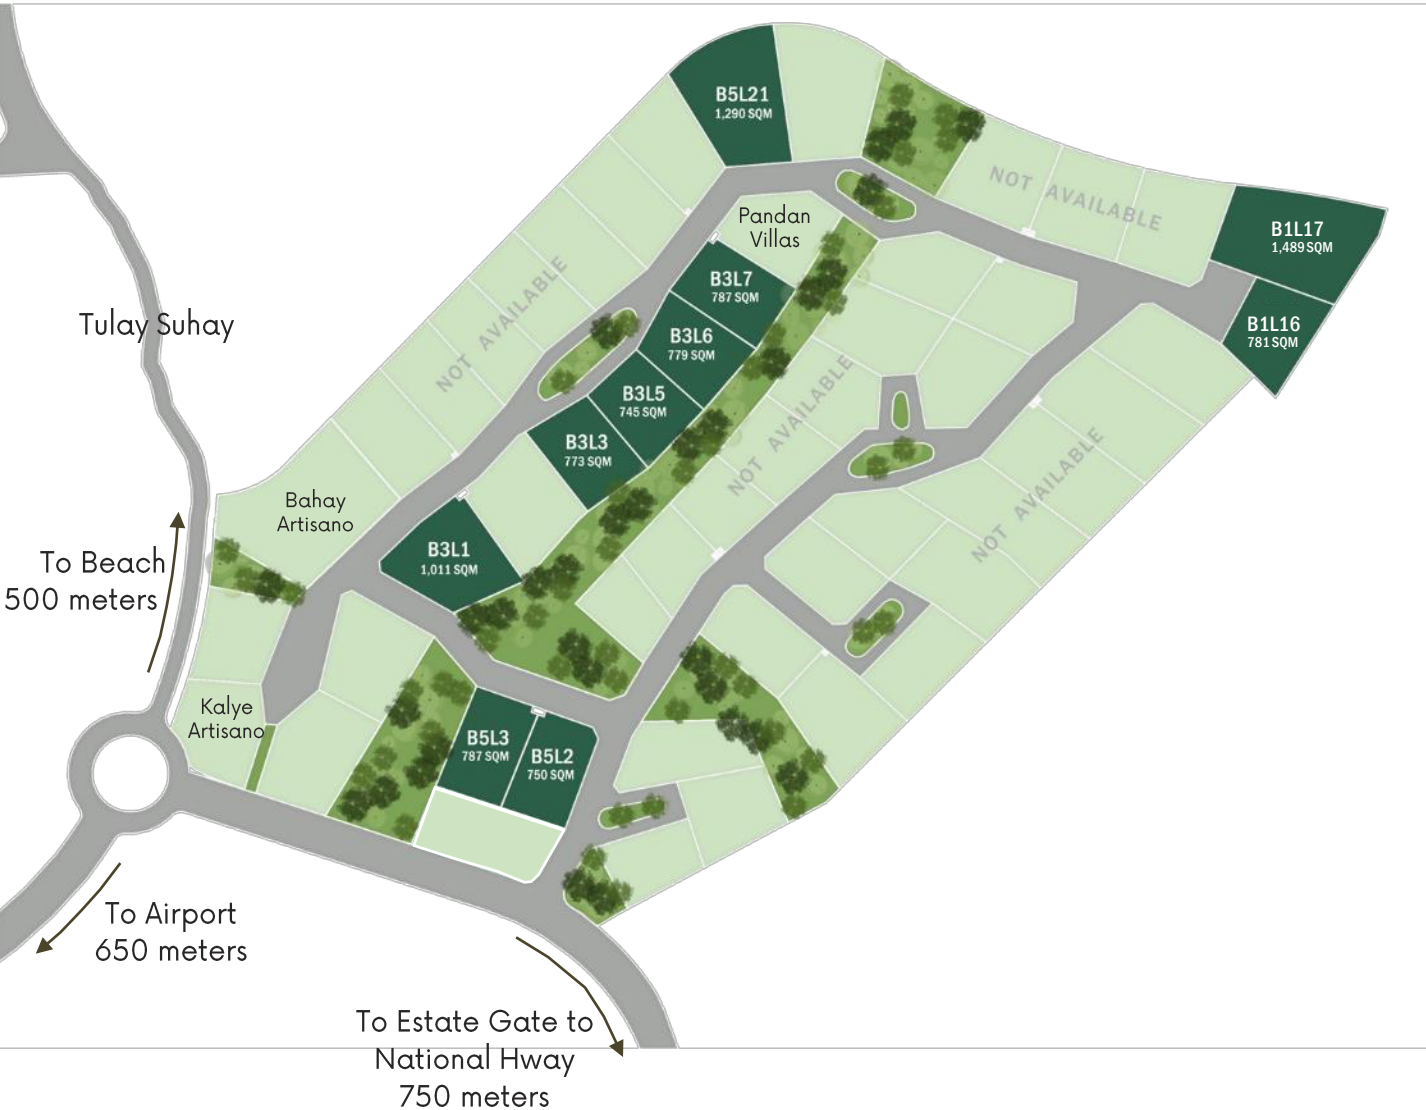 B5L21
1,290 SQM
NOT AVAILABLE
B1L17
1,489 SQM
Pandan
Villas
B3L7
787 SQM
B1L16
781 SQM
NOT AVAILABLE
Tulay Suhay
B3L6
779 SQM
B3L5
745 SQM
NOT AVAILABLE
B3L3
773 SQM
NOT AVAILABLE
Bahay
Artisano
B3L1
1,011 SQM
To Beach
500 meters
Kalye
Artisano
B5L3
787 SQM
B5L2
750 SQM
To Airport
650 meters
To Estate Gate to
National Hway
750 meters